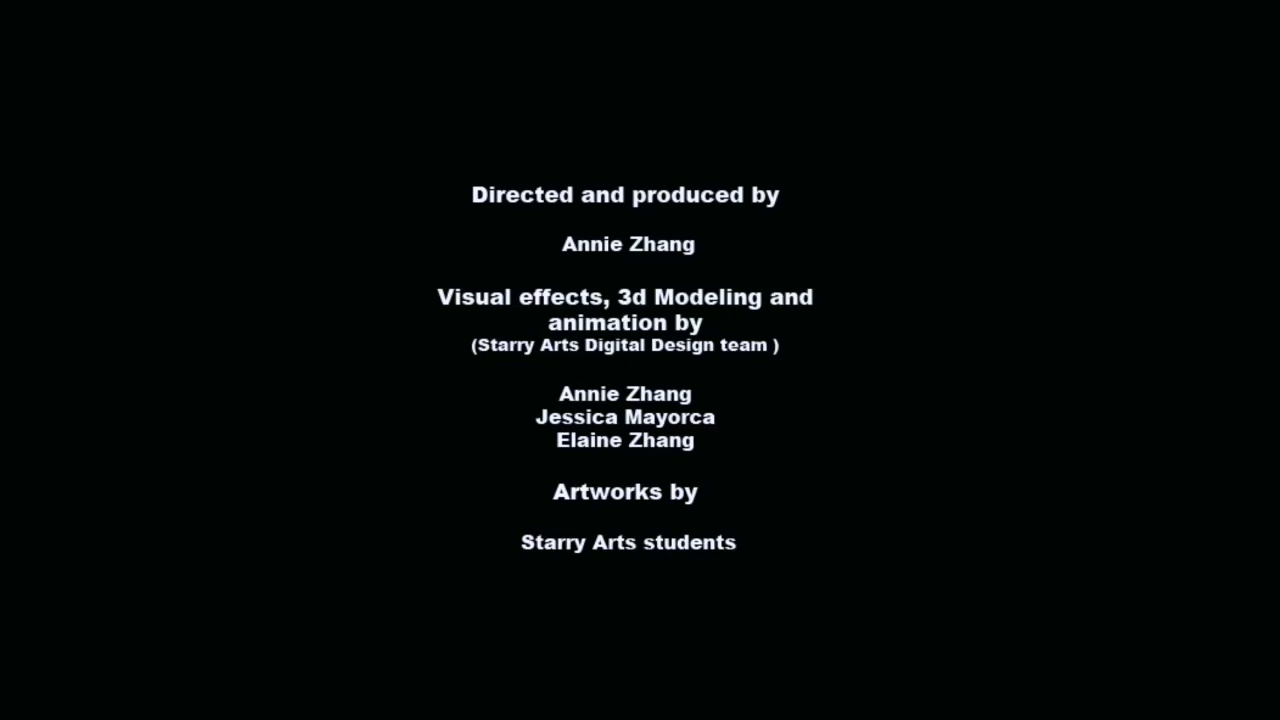 Directed and produced by
Annie Zhang
Visual effects, 3d Modeling and
animation by
(Starry Arts Digital Design team )
Annie Zhang
Jessica Mayorca
Elaine Zhang
Artworks by
Starry Arts students